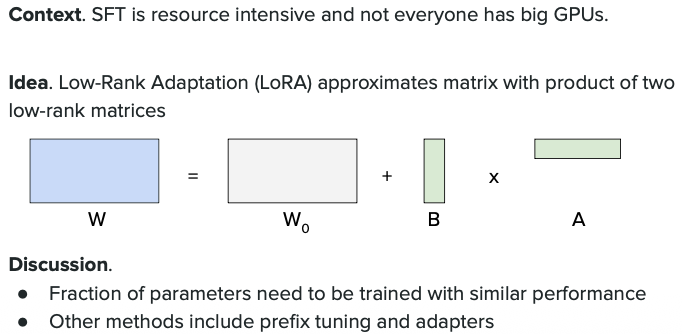 Context. SFT is resource intensive and not everyone has big GPUs.
Idea. Low-Rank Adaptation (LoRA) approximates matrix with product of two
low-rank matrices
= + x
W W₀ B A
Discussion.
● Fraction of parameters need to be trained with similar performance
● Other methods include prefix tuning and adapters